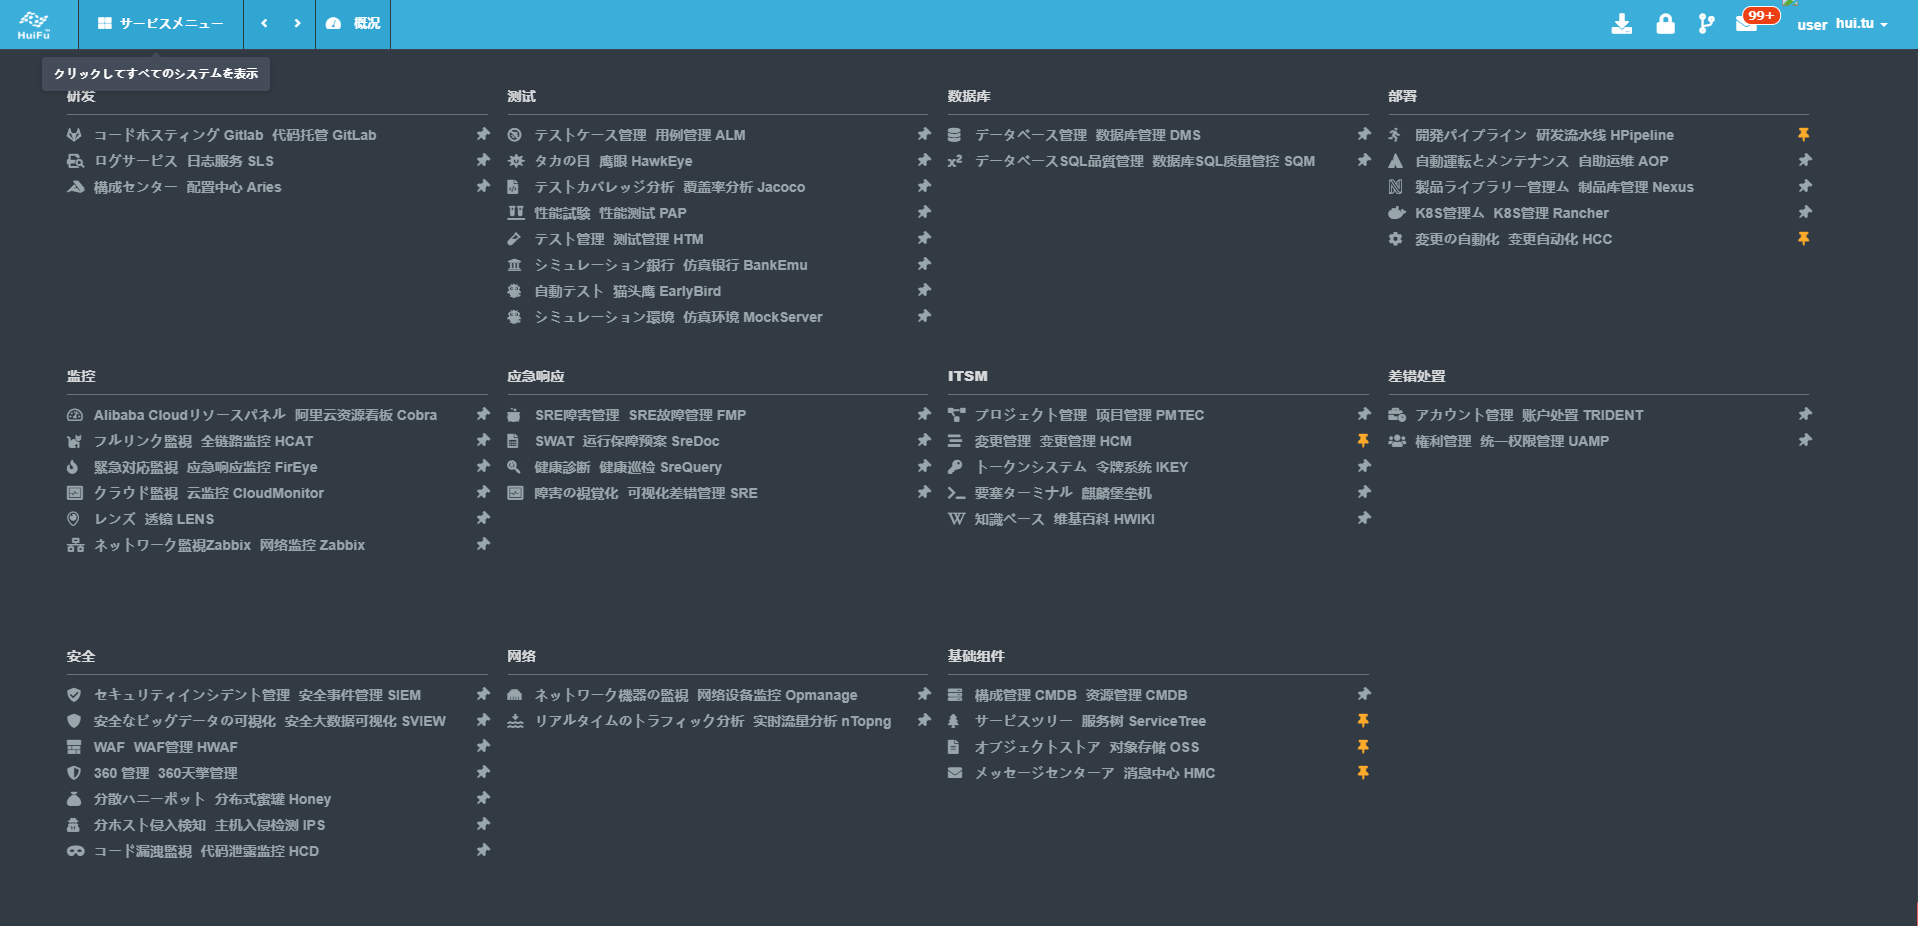 HuiFu
サービスメニュー
概况
99+
user hui.tu
クリックしてすべてのシステムを表示
研发
コードホスティング Gitlab 代码托管 GitLab
ログサービス 日志服务 SLS
構成センター 配置中心 Aries
测试
テストケース管理 用例管理 ALM
タカの目 鹰眼 HawkEye
テストカバレッジ分析 覆盖率分析 Jacoco
性能試験 性能测试 PAP
テスト管理 测试管理 HTM
シミュレーション銀行 仿真银行 BankEmu
自動テスト 猫头鹰 EarlyBird
シミュレーション環境 仿真环境 MockServer
数据库
データベース管理 数据库管理 DMS
データベースSQL品質管理 数据库SQL质量管控 SQM
部署
開発パイプライン 研发流水线 HPipeline
自動運転とメンテナンス 自助运维 AOP
製品ライブラリー管理ム 制品库管理 Nexus
K8S管理ム K8S管理 Rancher
変更の自動化 变更自动化 HCC
监控
Alibaba Cloudリソースパネル 阿里云资源看板 Cobra
フルリンク監視 全链路监控 HCAT
緊急対応監視 应急响应监控 FirEye
クラウド監視 云监控 CloudMonitor
レンズ 透镜 LENS
ネットワーク監視Zabbix 网络监控 Zabbix
应急响应
SRE障害管理 SRE故障管理 FMP
SWAT 运行保障预案 SreDoc
健康診断 健康巡检 SreQuery
障害の視覚化 可视化差错管理 SRE
ITSM
プロジェクト管理 项目管理 PMTEC
変更管理 变更管理 HCM
トークンシステム 令牌系统 IKEY
要塞ターミナル 麒麟堡垒机
知識ベース 维基百科 HWIKI
差错处置
アカウント管理 账户处置 TRIDENT
権利管理 统一权限管理 UAMP
安全
セキュリティインシデント管理 安全事件管理 SIEM
安全なビッグデータの可視化 安全大数据可视化 SVIEW
WAF WAF管理 HWAF
360 管理 360天擎管理
分散ハニーポット 分布式蜜罐 Honey
分ホスト侵入検知 主机入侵检测 IPS
コード漏洩監視 代码泄露监控 HCD
网络
ネットワーク機器の監視 网络设备监控 Opmanage
リアルタイムのトラフィック分析 实时流量分析 nTopng
基础组件
構成管理 CMDB 资源管理 CMDB
サービスツリー 服务树 ServiceTree
オブジェクトストア 对象存储 OSS
メッセージセンターア 消息中心 HMC